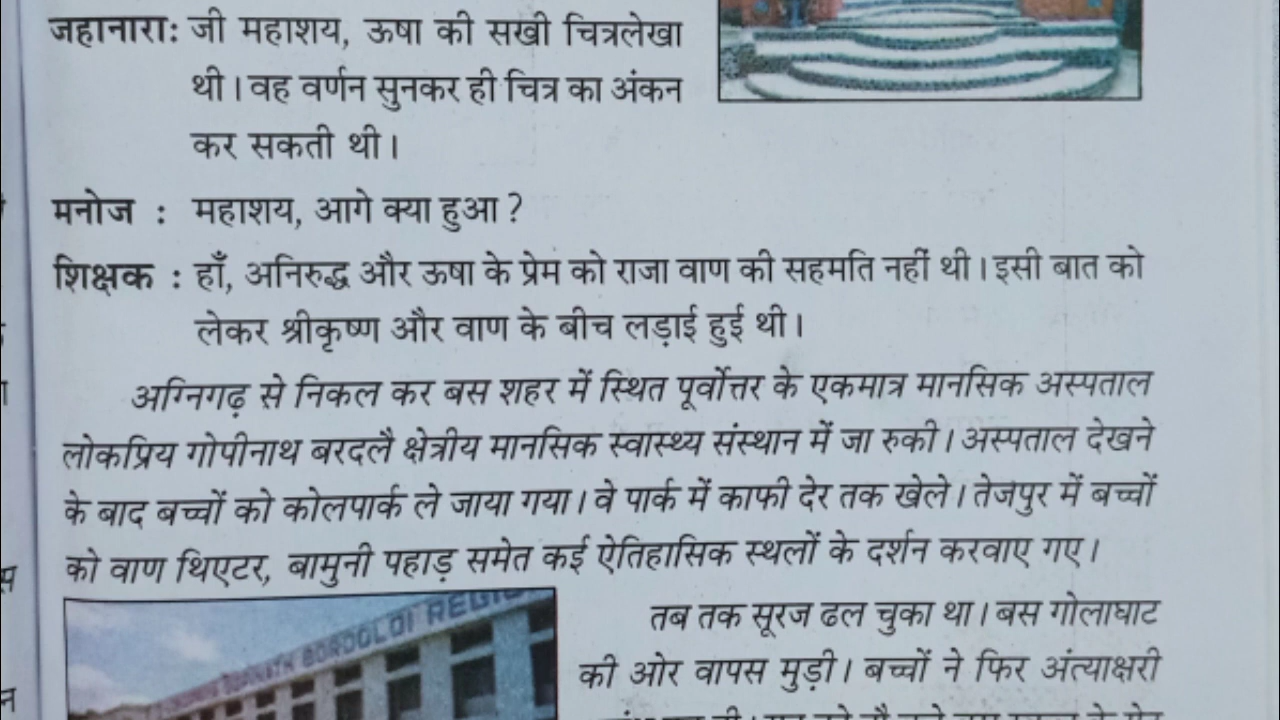 जहानारा: जी महाशय, ऊषा की सखी चित्रलेखा
थी। वह वर्णन सुनकर ही चित्र का अंकन
कर सकती थी।
मनोज : महाशय, आगे क्या हुआ ?
शिक्षक : हाँ, अनिरुद्ध और ऊषा के प्रेम को राजा वाण की सहमति नहीं थी। इसी बात को
लेकर श्रीकृष्ण और वाण के बीच लड़ाई हुई थी।
अग्निगढ़ से निकल कर बस शहर में स्थित पूर्वोत्तर के एकमात्र मानसिक अस्पताल
लोकप्रिय गोपीनाथ बरदलै क्षेत्रीय मानसिक स्वास्थ्य संस्थान में जा रुकी। अस्पताल देखने
के बाद बच्चों को कोलपार्क ले जाया गया। वे पार्क में काफी देर तक खेले। तेजपुर में बच्चों
को वाण थिएटर, बामुनी पहाड़ समेत कई ऐतिहासिक स्थलों के दर्शन करवाए गए।
तब तक सूरज ढल चुका था। बस गोलाघाट
की ओर वापस मुड़ी। बच्चों ने फिर अंत्याक्षरी
BOROOLOI REGIO